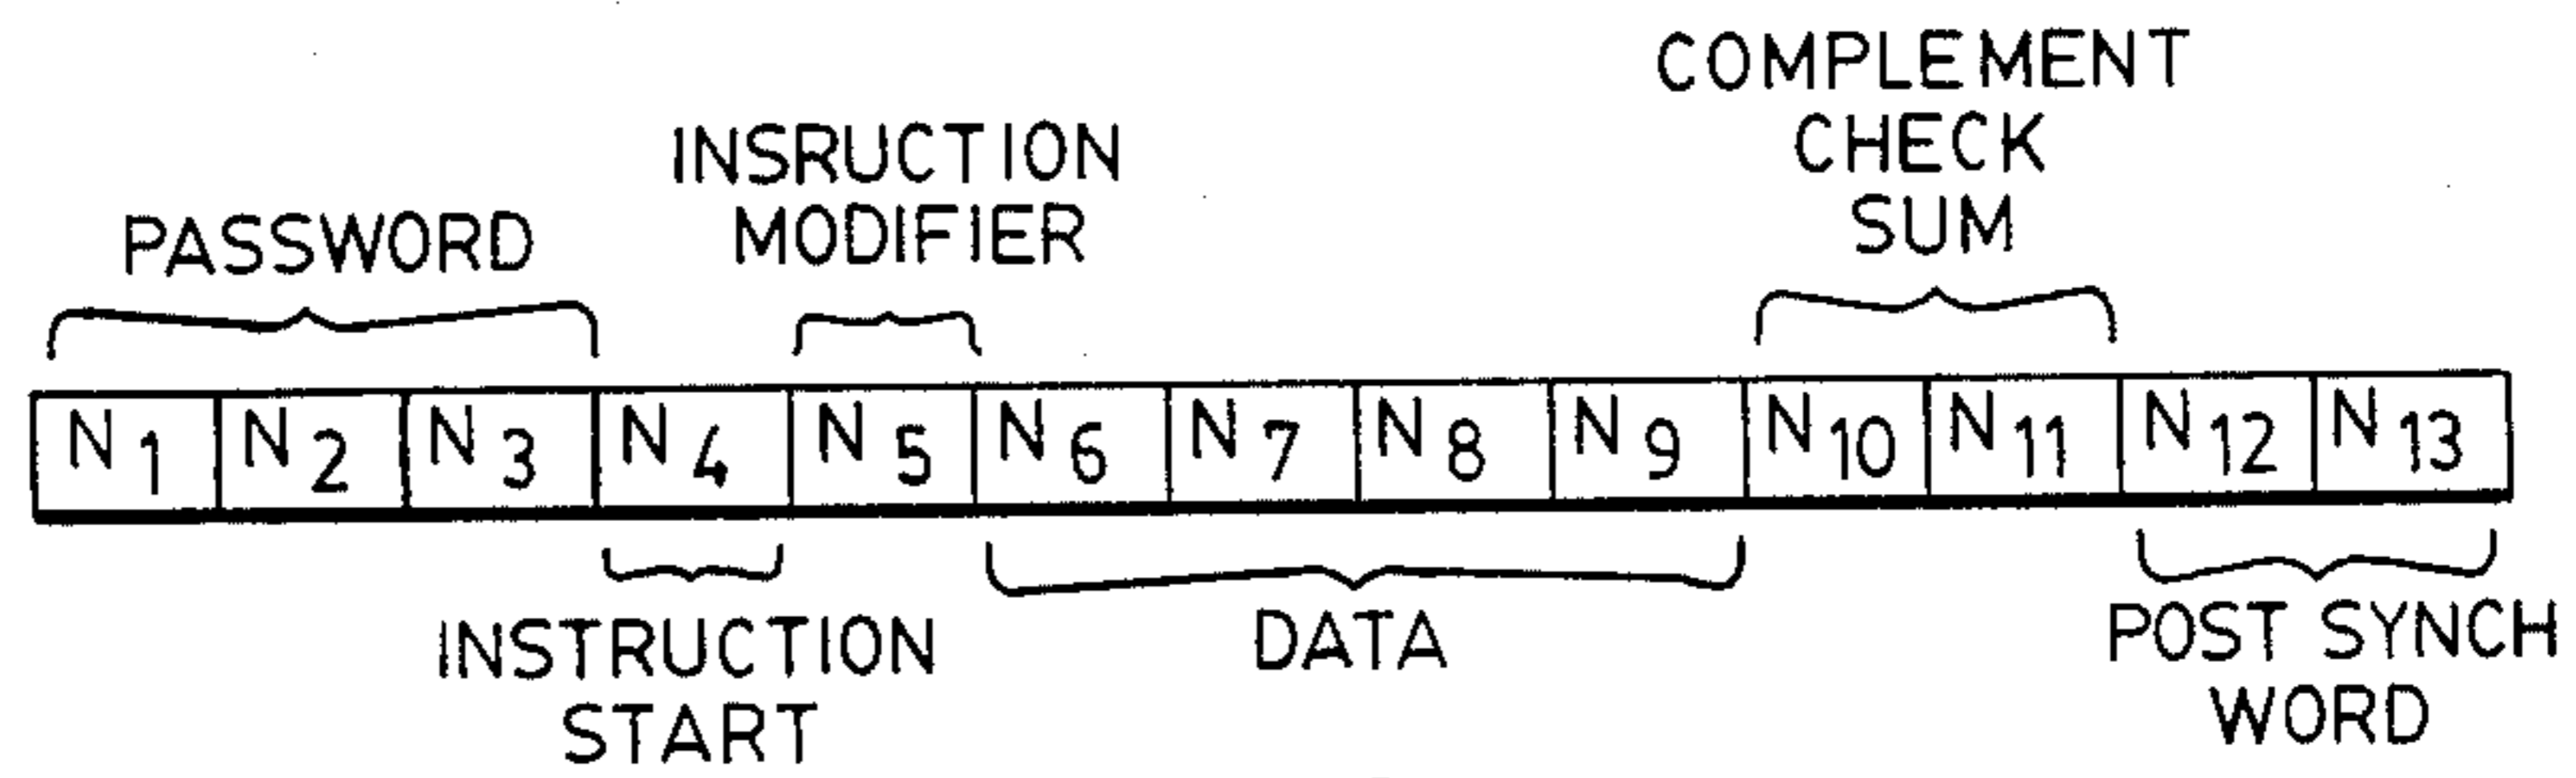 COMPLEMENT
CHECK
SUM
INSRUCTION
MODIFIER
PASSWORD
N1 N2 N3 N4 N5 N6 N7 N8 N9 N10 N11 N12 N13
INSTRUCTION
START
DATA
POST SYNCH
WORD